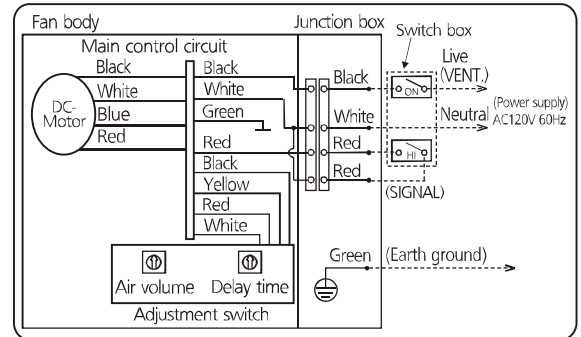 Fan body
Junction box
Switch box
Main control circuit
Black
White
Blue
Red
DC-
Motor
Black
White
Green
Red
Black
Yellow
Red
White
Black
White
Red
Red
ON
HI
Live
(VENT.)
Neutral
(Power supply)
AC120V 60Hz
(SIGNAL)
Green (Earth ground)
Air volume Delay time
Adjustment switch